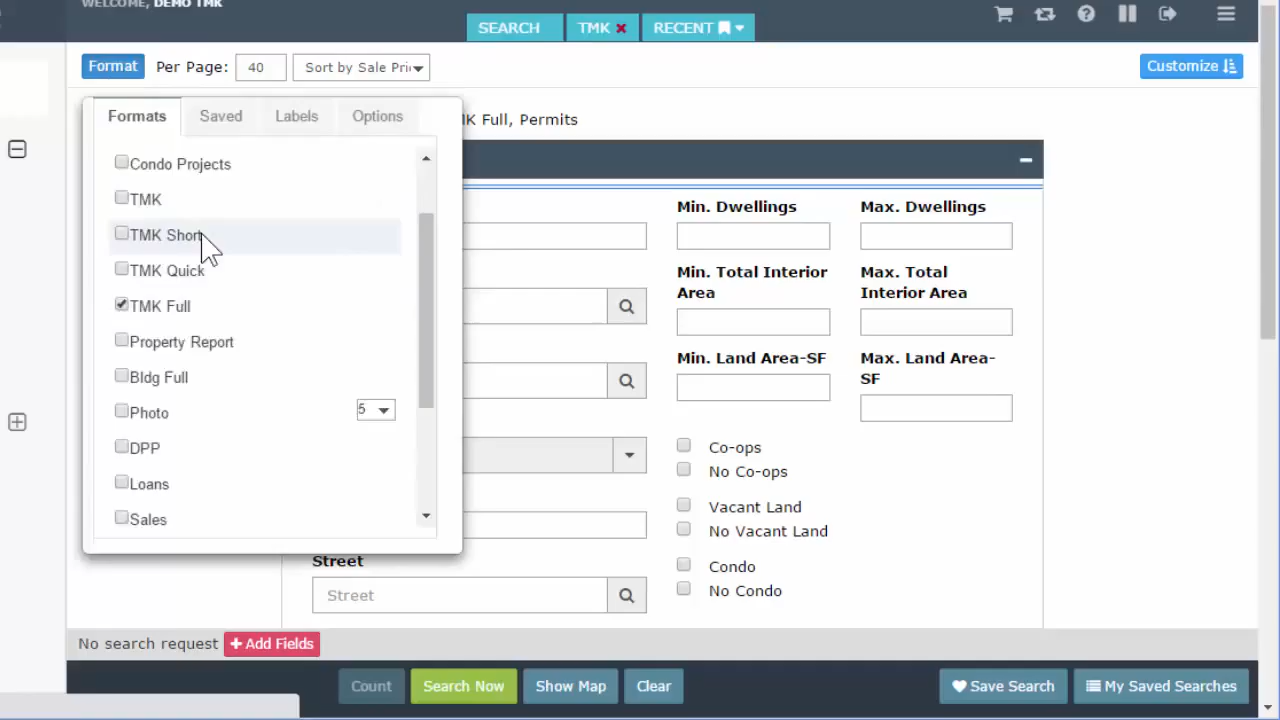 WELCOME, DEMO TMK
SEARCH
TMK
RECENT
Format
Per Page:
40
Sort by Sale Pri
Customize
Formats
Saved
Labels
Options
K Full, Permits
Condo Projects
TMK
TMK Short
TMK Quick
TMK Full
Property Report
Bldg Full
Photo
5
DPP
Loans
Sales
Min. Dwellings
Max. Dwellings
Min. Total Interior
Area
Max. Total
Interior Area
Min. Land Area-SF
Max. Land Area-
SF
Co-ops
No Co-ops
Vacant Land
No Vacant Land
Condo
No Condo
Street
Street
No search request
Add Fields
Count
Search Now
Show Map
Clear
Save Search
My Saved Searches